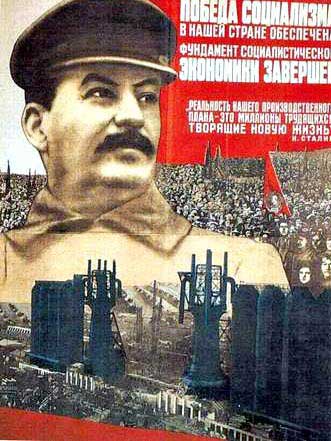 ПОБЕДА СОЦИАЛИЗМА
В НАШЕЙ СТРАНЕ ОБЕСПЕЧЕНА
ФУНДАМЕНТ СОЦИАЛИСТИЧЕСКОЙ
ЭКОНОМИКИ ЗАВЕРШЕН
„РЕАЛЬНОСТЬ НАШЕГО ПРОИЗВОДСТВЕННОГО
ПЛАНА - ЭТО МИЛЛИОНЫ ТРУДЯЩИХСЯ
ТВОРЯЩИЕ НОВУЮ ЖИЗНЬ"
И. СТАЛИН